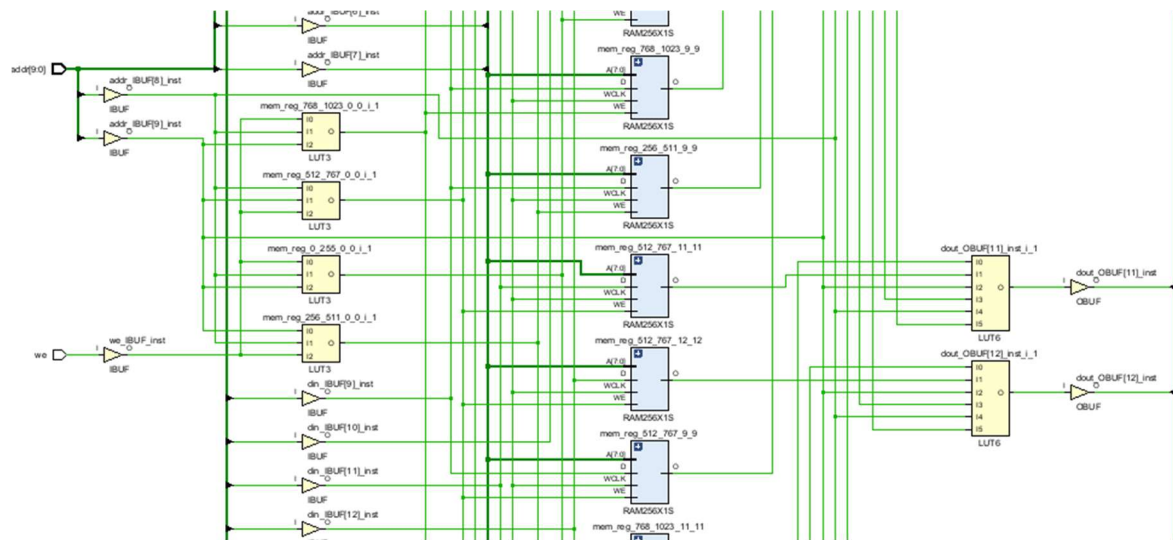 addr_IBUF[6]_inst
IBUF
addr_IBUF[7]_inst
IBUF
addr[9:0]
addr_IBUF[8]_inst
I
O
IBUF
addr_IBUF[9]_inst
I
O
IBUF
mem_reg_768_1023_0_0_i_1
I0
I1
I2
O
LUT3
mem_reg_512_767_0_0_i_1
I0
I1
I2
O
LUT3
mem_reg_0_255_0_0_i_1
I0
I1
I2
O
LUT3
mem_reg_256_511_0_0_i_1
I0
I1
I2
O
LUT3
we
we_IBUF_inst
I
O
IBUF
din_IBUF[9]_inst
I
O
IBUF
din_IBUF[10]_inst
I
O
IBUF
din_IBUF[11]_inst
I
O
IBUF
din_IBUF[12]_inst
I
O
IBUF
WE
RAM256X1S
mem_reg_768_1023_9_9
A[7:0]
D
WCLK
WE
O
RAM256X1S
mem_reg_256_511_9_9
A[7:0]
D
WCLK
WE
O
RAM256X1S
mem_reg_512_767_11_11
A[7:0]
D
WCLK
WE
O
RAM256X1S
mem_reg_512_767_12_12
A[7:0]
D
WCLK
WE
O
RAM256X1S
mem_reg_512_767_9_9
A[7:0]
D
WCLK
WE
O
RAM256X1S
mem_reg_768_1023_11_11
dout_OBUF[11]_inst_i_1
I0
I1
I2
I3
I4
I5
O
LUT6
dout_OBUF[11]_inst
I
O
OBUF
dout_OBUF[12]_inst_i_1
I0
I1
I2
I3
I4
I5
O
LUT6
dout_OBUF[12]_inst
I
O
OBUF